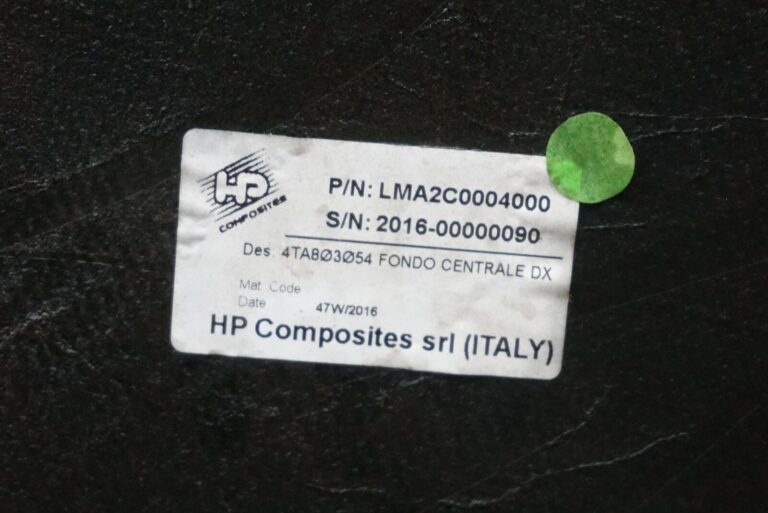 HP
COMPOSITES
P/N: LMA2C0004000
S/N: 2016-00000090
Des. 4TA8Ø3Ø54 FONDO CENTRALE DX
Mat. Code
Date 47W/2016
HP Composites srl (ITALY)